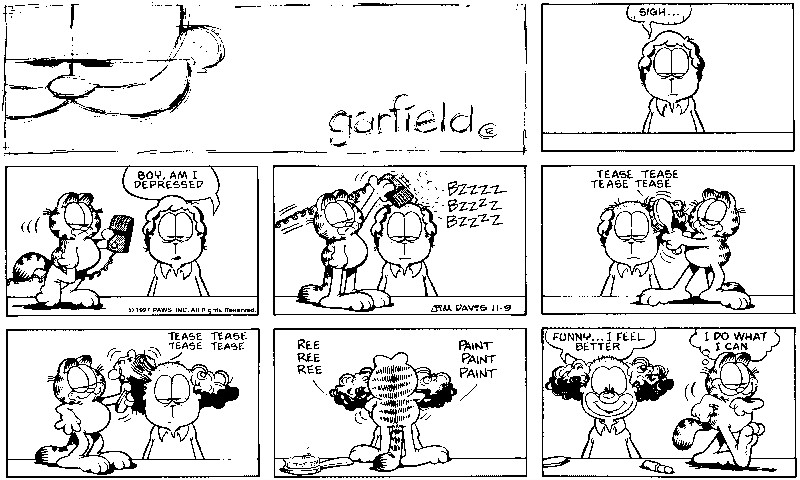 garfield®
SIGH...
BOY, AM I
DEPRESSED
© 1997 PAWS, INC. All Rights Reserved.
BZZZZ
BZZZZ
BZZZZ
JIM DAVIS 11-9
TEASE TEASE
TEASE TEASE
TEASE TEASE
TEASE TEASE
REE
REE
REE
PAINT
PAINT
PAINT
FUNNY...I FEEL
BETTER
I DO WHAT
I CAN